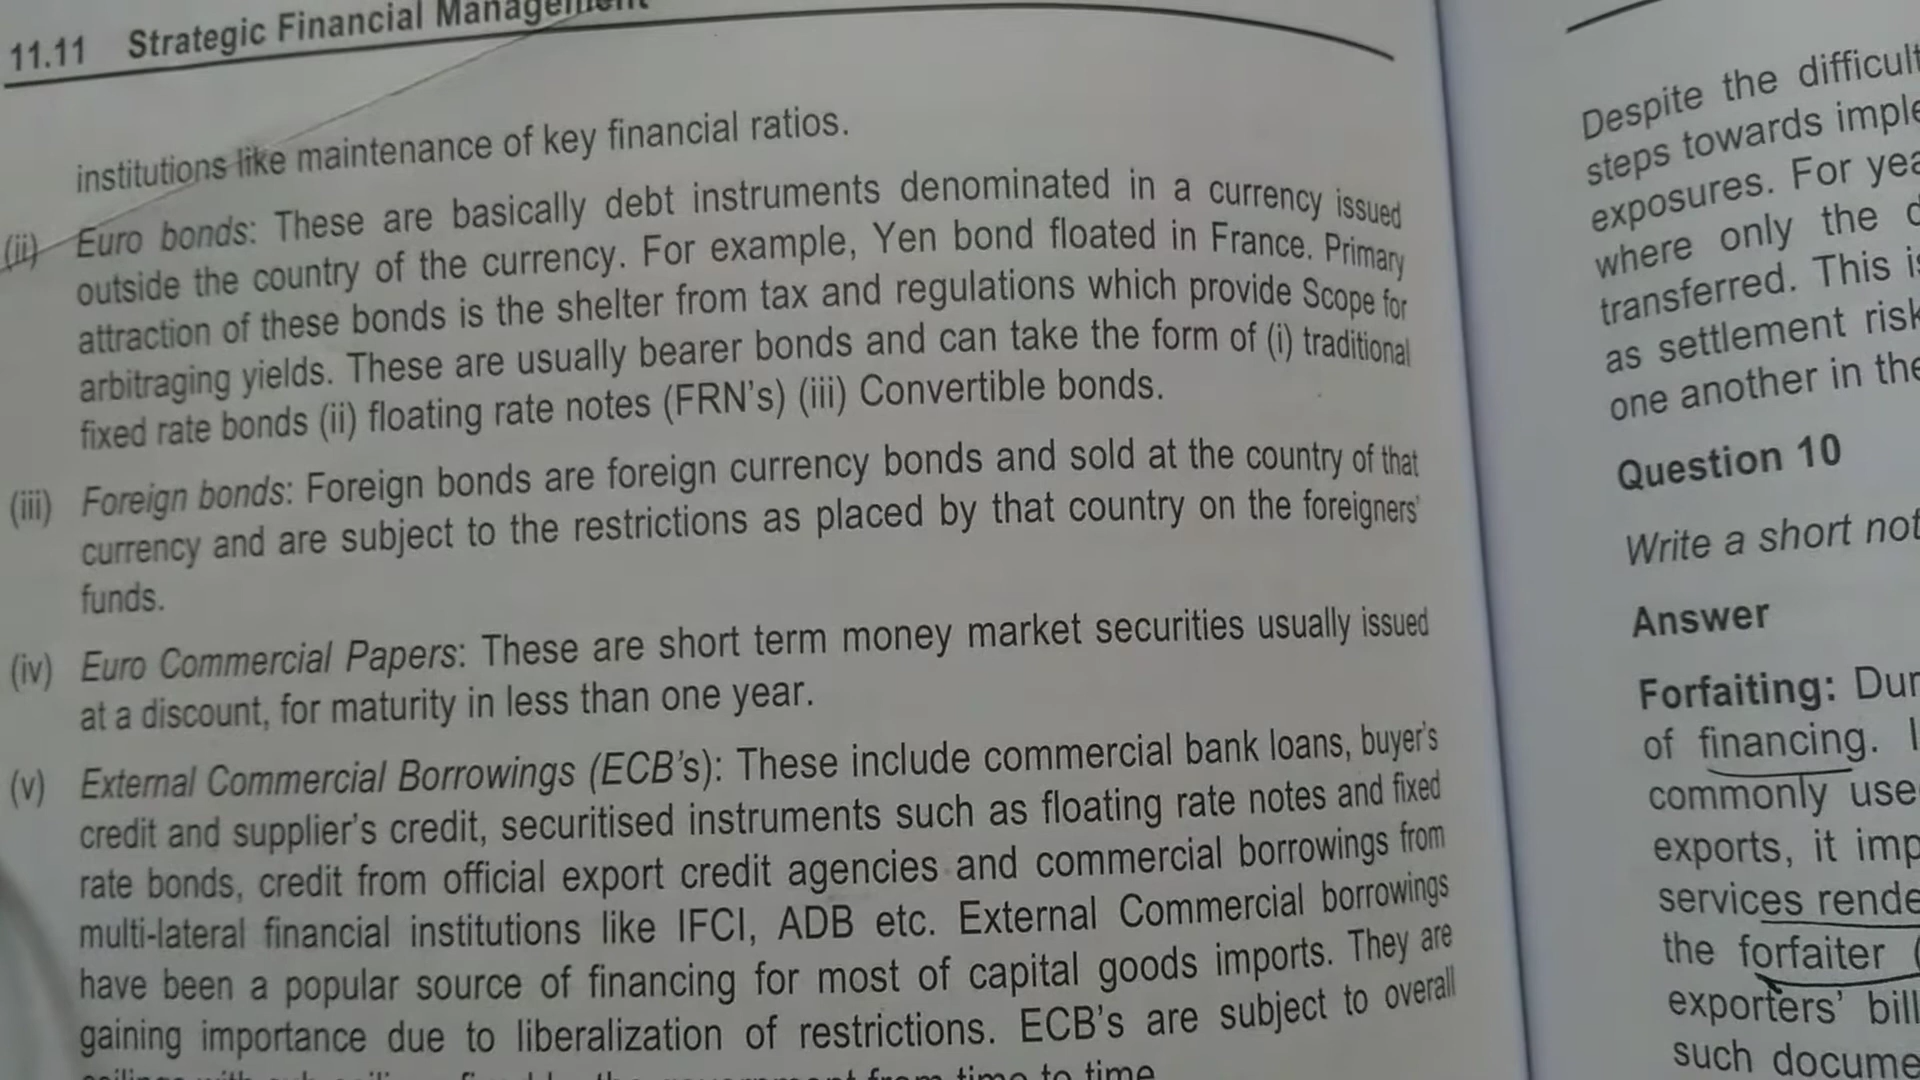 11.11 Strategic Financial Management
institutions like maintenance of key financial ratios.
(ii) Euro bonds: These are basically debt instruments denominated in a currency issued
outside the country of the currency. For example, Yen bond floated in France. Primary
attraction of these bonds is the shelter from tax and regulations which provide Scope for
arbitraging yields. These are usually bearer bonds and can take the form of (i) traditional
fixed rate bonds (ii) floating rate notes (FRN's) (iii) Convertible bonds.
(iii) Foreign bonds: Foreign bonds are foreign currency bonds and sold at the country of that
currency and are subject to the restrictions as placed by that country on the foreigners'
funds.
(iv) Euro Commercial Papers: These are short term money market securities usually issued
at a discount, for maturity in less than one year.
(v) External Commercial Borrowings (ECB's): These include commercial bank loans, buyer's
credit and supplier's credit, securitised instruments such as floating rate notes and fixed
rate bonds, credit from official export credit agencies and commercial borrowings from
multi-lateral financial institutions like IFCI, ADB etc. External Commercial borrowings
have been a popular source of financing for most of capital goods imports. They are
gaining importance due to liberalization of restrictions. ECB's are subject to overall
from time to time
Despite the difficult
steps towards imple
exposures. For yea
where only the d
transferred. This is
as settlement risk
one another in the
Question 10
Write a short not
Answer
Forfaiting: Dur
of financing. I
commonly use
exports, it imp
services rende
the forfaiter (
exporters' bill
such docume